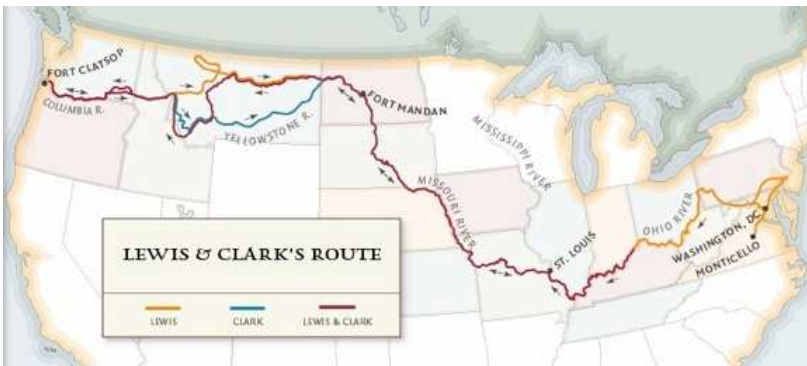 FORT CLATSOP
COLUMBIA R.
YELLOWSTONE R.
FORT MANDAN
MISSISSIPPI RIVER
MISSOURI RIVER
ST. LOUIS
OHIO RIVER
WASHINGTON, DC
MONTICELLO
LEWIS & CLARK'S ROUTE
LEWIS
CLARK
LEWIS & CLARK